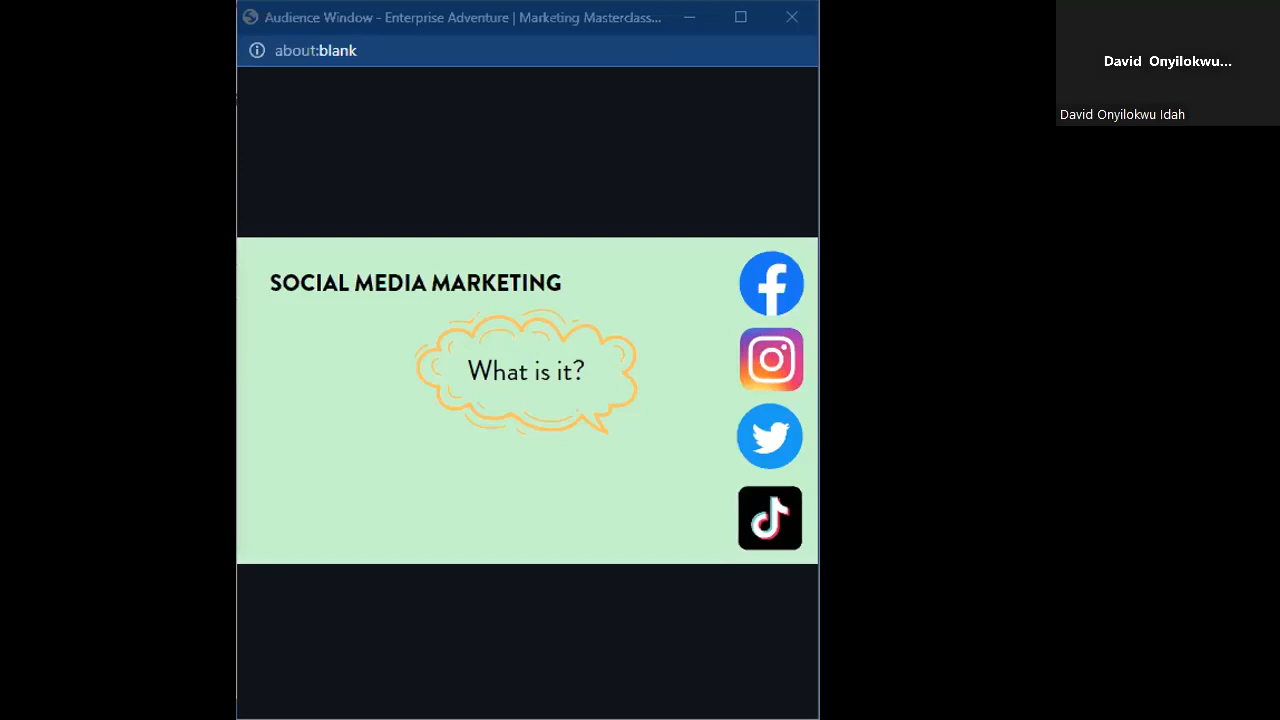 Audience Window - Enterprise Adventure | Marketing Masterclass...
about:blank
David Onyilokwu...
David Onyilokwu Idah
SOCIAL MEDIA MARKETING
What is it?